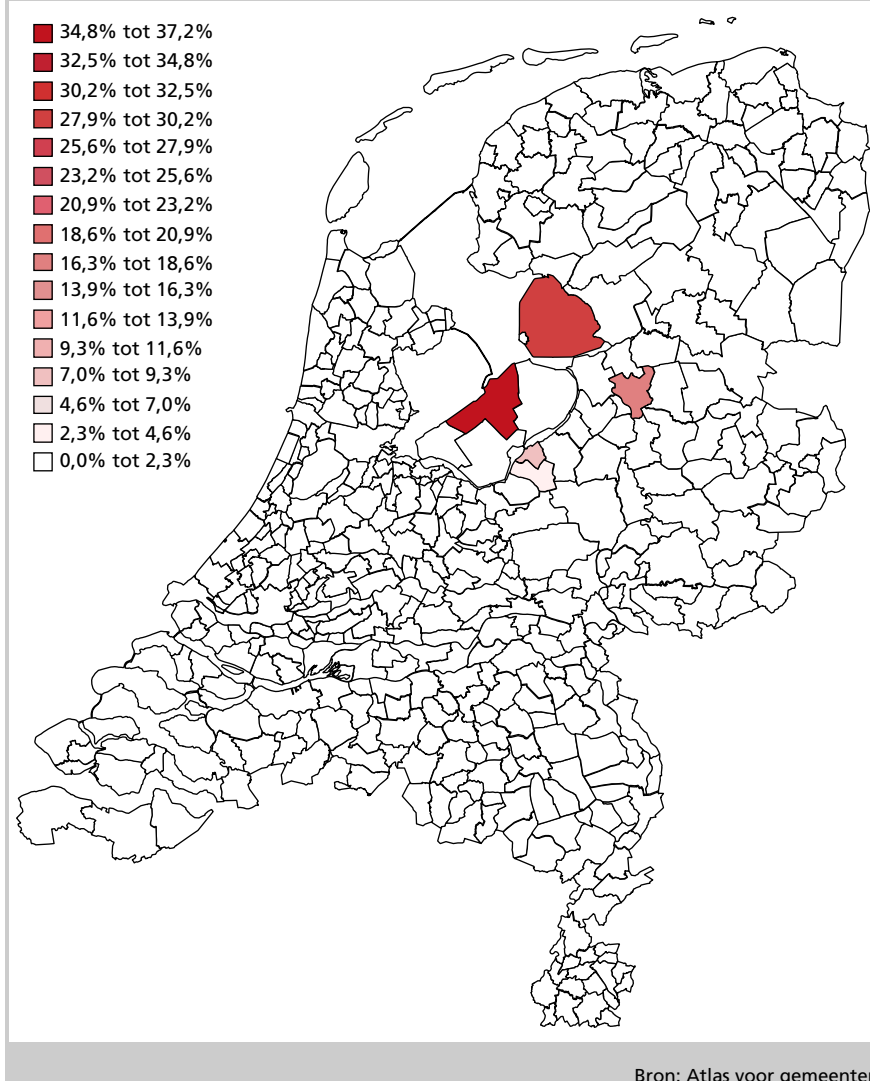 34,8% tot 37,2%
32,5% tot 34,8%
30,2% tot 32,5%
27,9% tot 30,2%
25,6% tot 27,9%
23,2% tot 25,6%
20,9% tot 23,2%
18,6% tot 20,9%
16,3% tot 18,6%
13,9% tot 16,3%
11,6% tot 13,9%
9,3% tot 11,6%
7,0% tot 9,3%
4,6% tot 7,0%
2,3% tot 4,6%
0,0% tot 2,3%
Bron: Atlas voor gemeenten